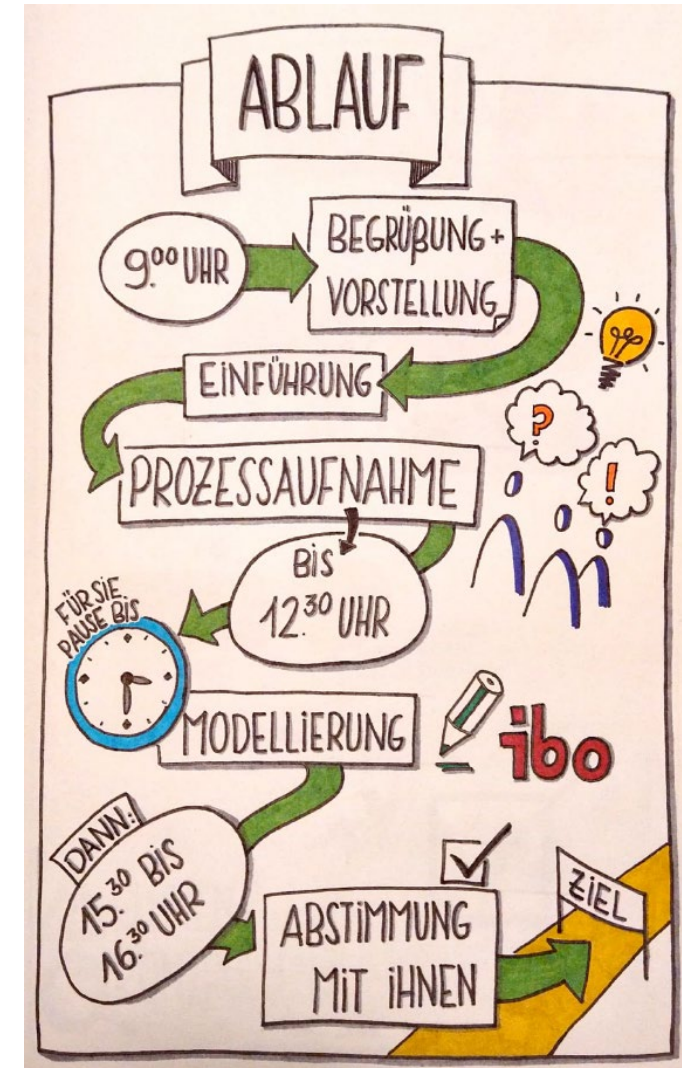 ABLAUF
9.00 UHR
BEGRÜßUNG +
VORSTELLUNG
EINFÜHRUNG
?
!
PROZESSAUFNAHME
BIS
12.30 UHR
FÜR SIE
PAUSE BIS
MODELLIERUNG
ibo
DANN:
15.30 BIS
16.30 UHR
ABSTIMMUNG
MIT IHNEN
ZIEL